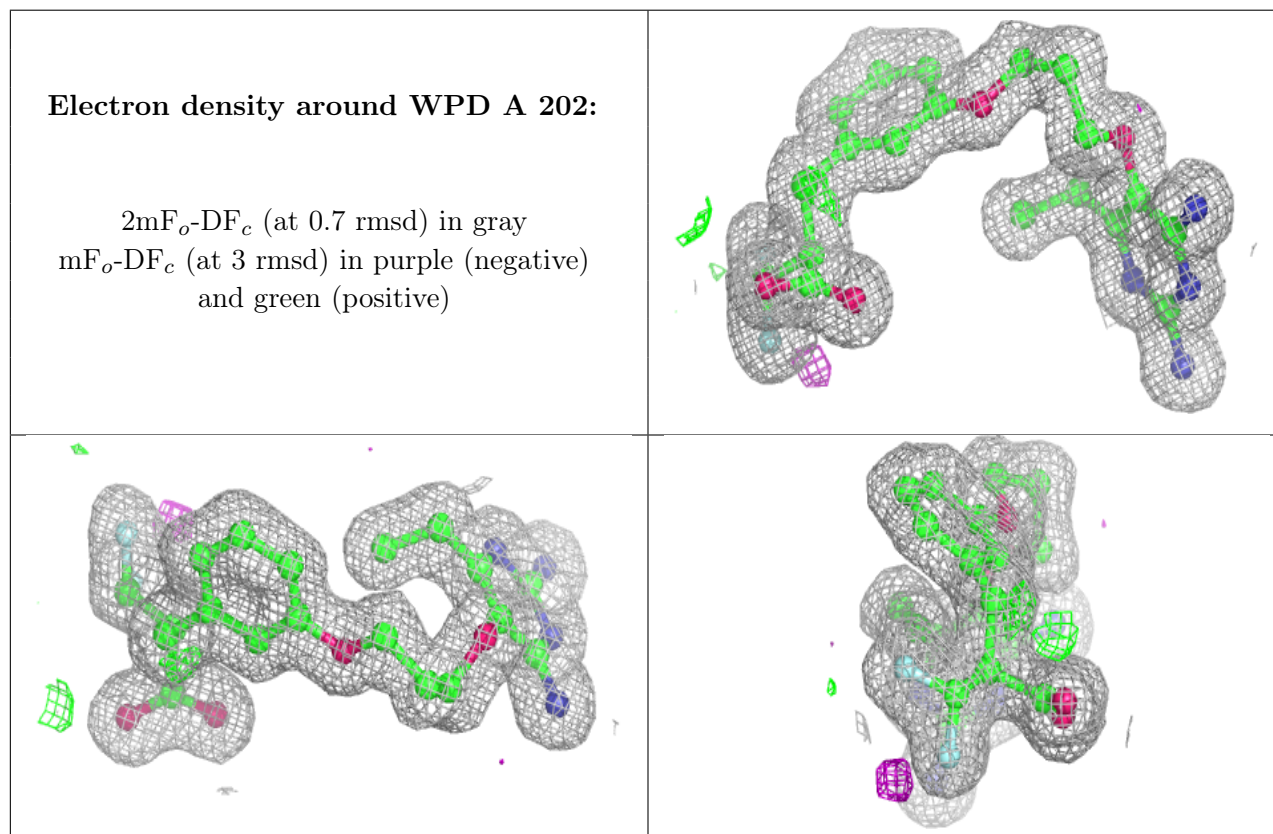 Electron density around WPD A 202:
2mFₒ-DF𝑐 (at 0.7 rmsd) in gray
mFₒ-DF𝑐 (at 3 rmsd) in purple (negative)
and green (positive)